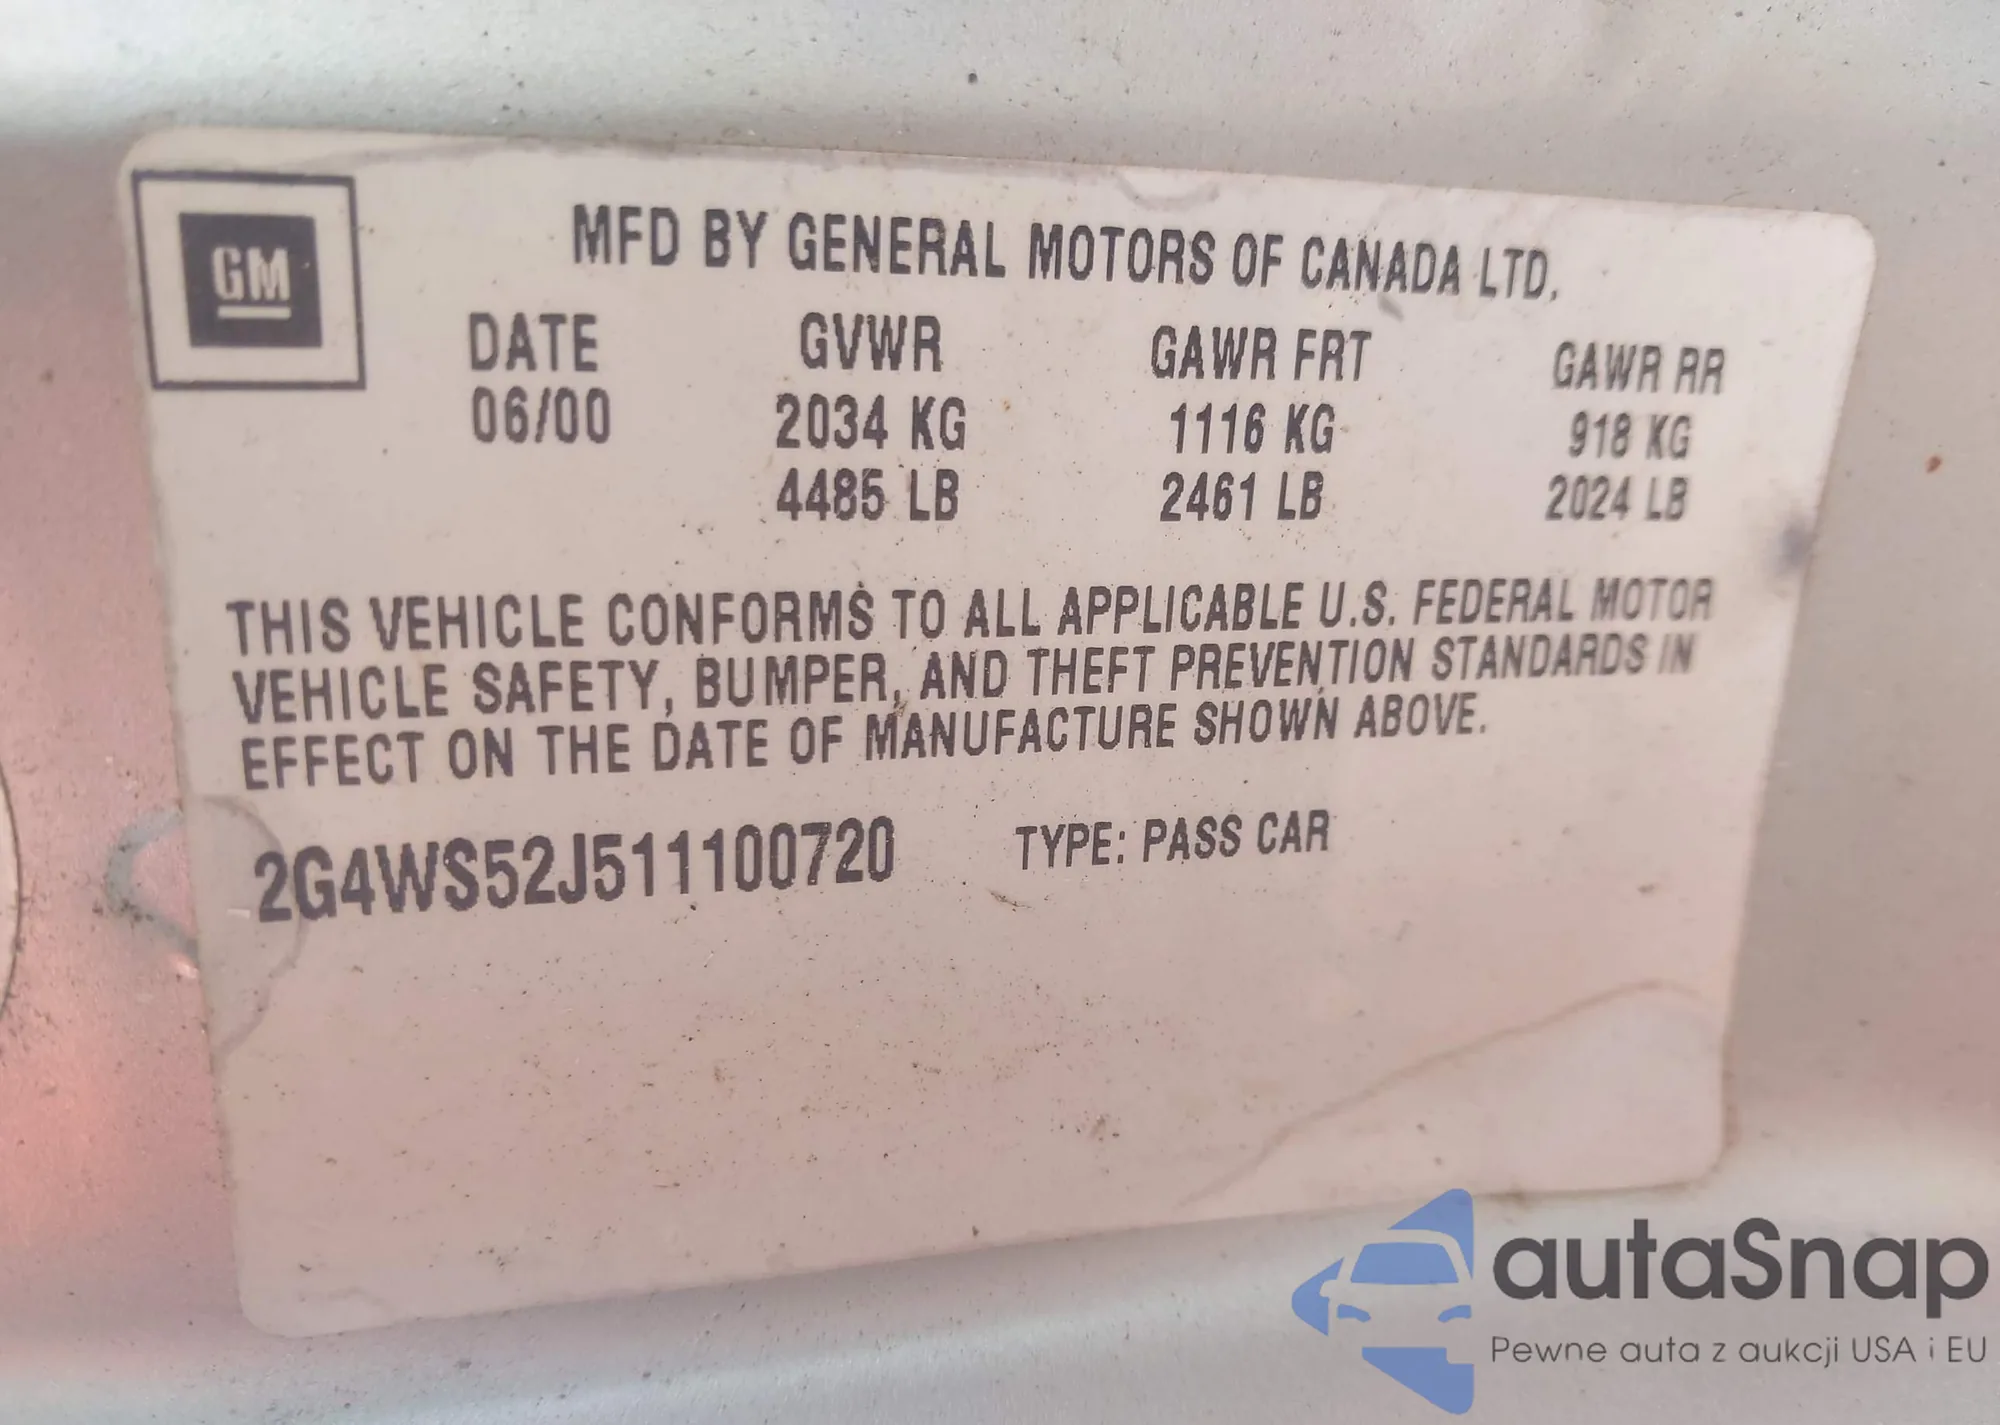 GM
MFD BY GENERAL MOTORS OF CANADA LTD.
DATE GVWR GAWR FRT GAWR RR
06/00 2034 KG 1116 KG 918 KG
4485 LB 2461 LB 2024 LB
THIS VEHICLE CONFORMS TO ALL APPLICABLE U.S. FEDERAL MOTOR
VEHICLE SAFETY, BUMPER, AND THEFT PREVENTION STANDARDS IN
EFFECT ON THE DATE OF MANUFACTURE SHOWN ABOVE.
2G4WS52J511100720 TYPE: PASS CAR
autaSnap
Pewne auta z aukcji USA i EU